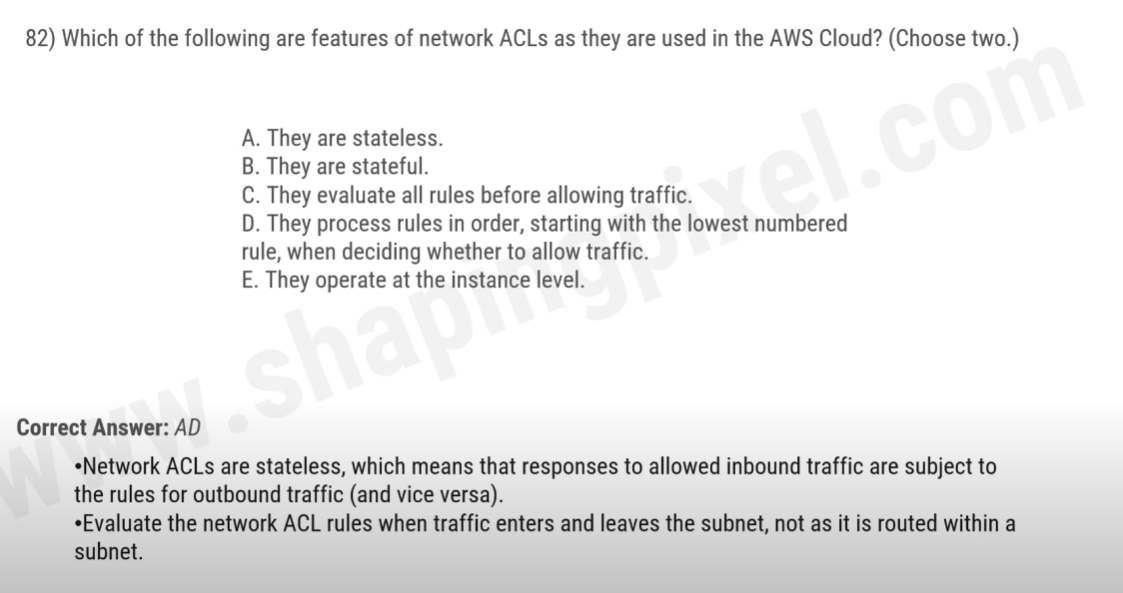 82) Which of the following are features of network ACLs as they are used in the AWS Cloud? (Choose two.)
A. They are stateless.
B. They are stateful.
C. They evaluate all rules before allowing traffic.
D. They process rules in order, starting with the lowest numbered
rule, when deciding whether to allow traffic.
E. They operate at the instance level.
www.shapingpixel.com
Correct Answer: AD
•Network ACLs are stateless, which means that responses to allowed inbound traffic are subject to
the rules for outbound traffic (and vice versa).
•Evaluate the network ACL rules when traffic enters and leaves the subnet, not as it is routed within a
subnet.